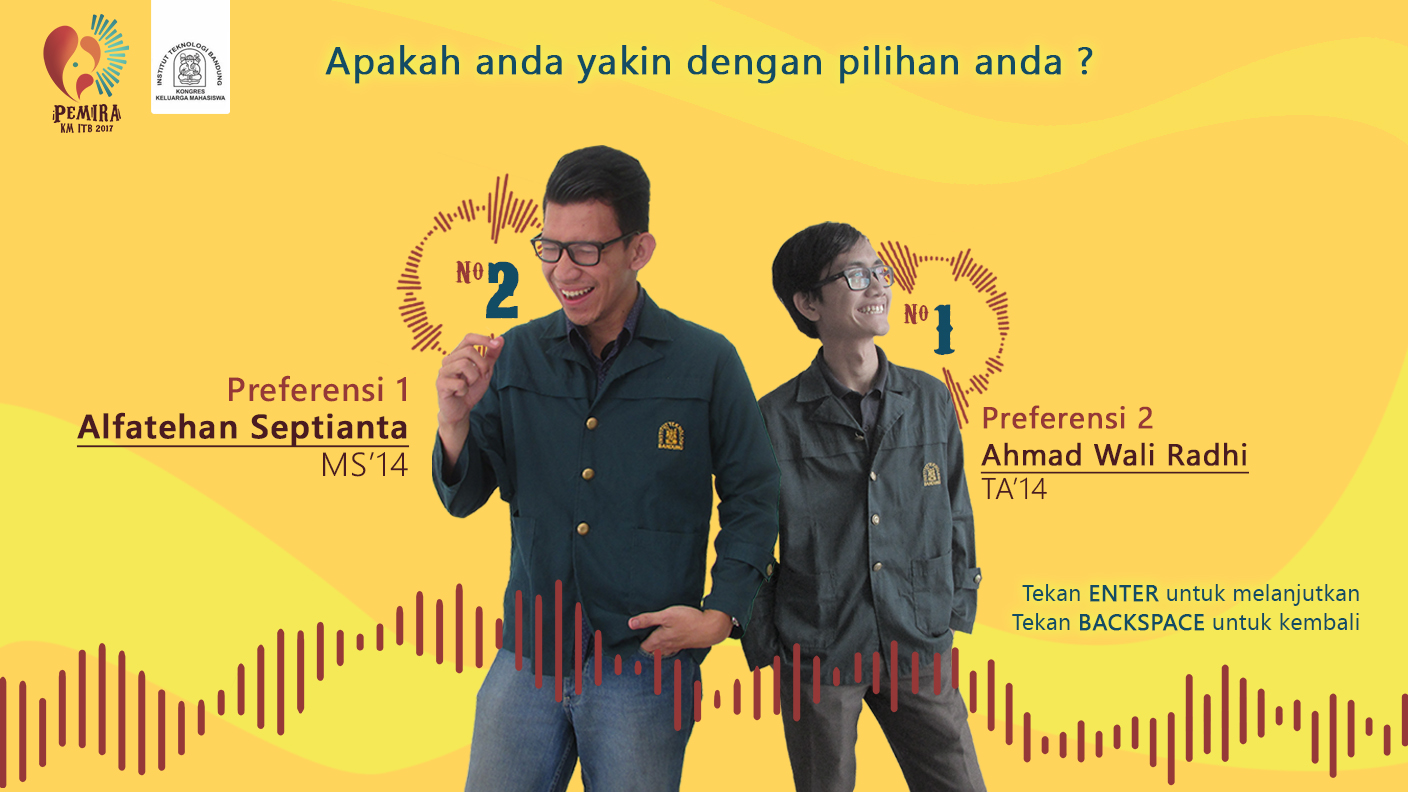 PEMIRA
KM ITB 2017
INSTITUT TEKNOLOGI BANDUNG
KONGRES
KELUARGA MAHASISWA
Apakah anda yakin dengan pilihan anda ?
No 2
No 1
Preferensi 1
Alfatehan Septianta
MS'14
Preferensi 2
Ahmad Wali Radhi
TA'14
Tekan ENTER untuk melanjutkan
Tekan BACKSPACE untuk kembali